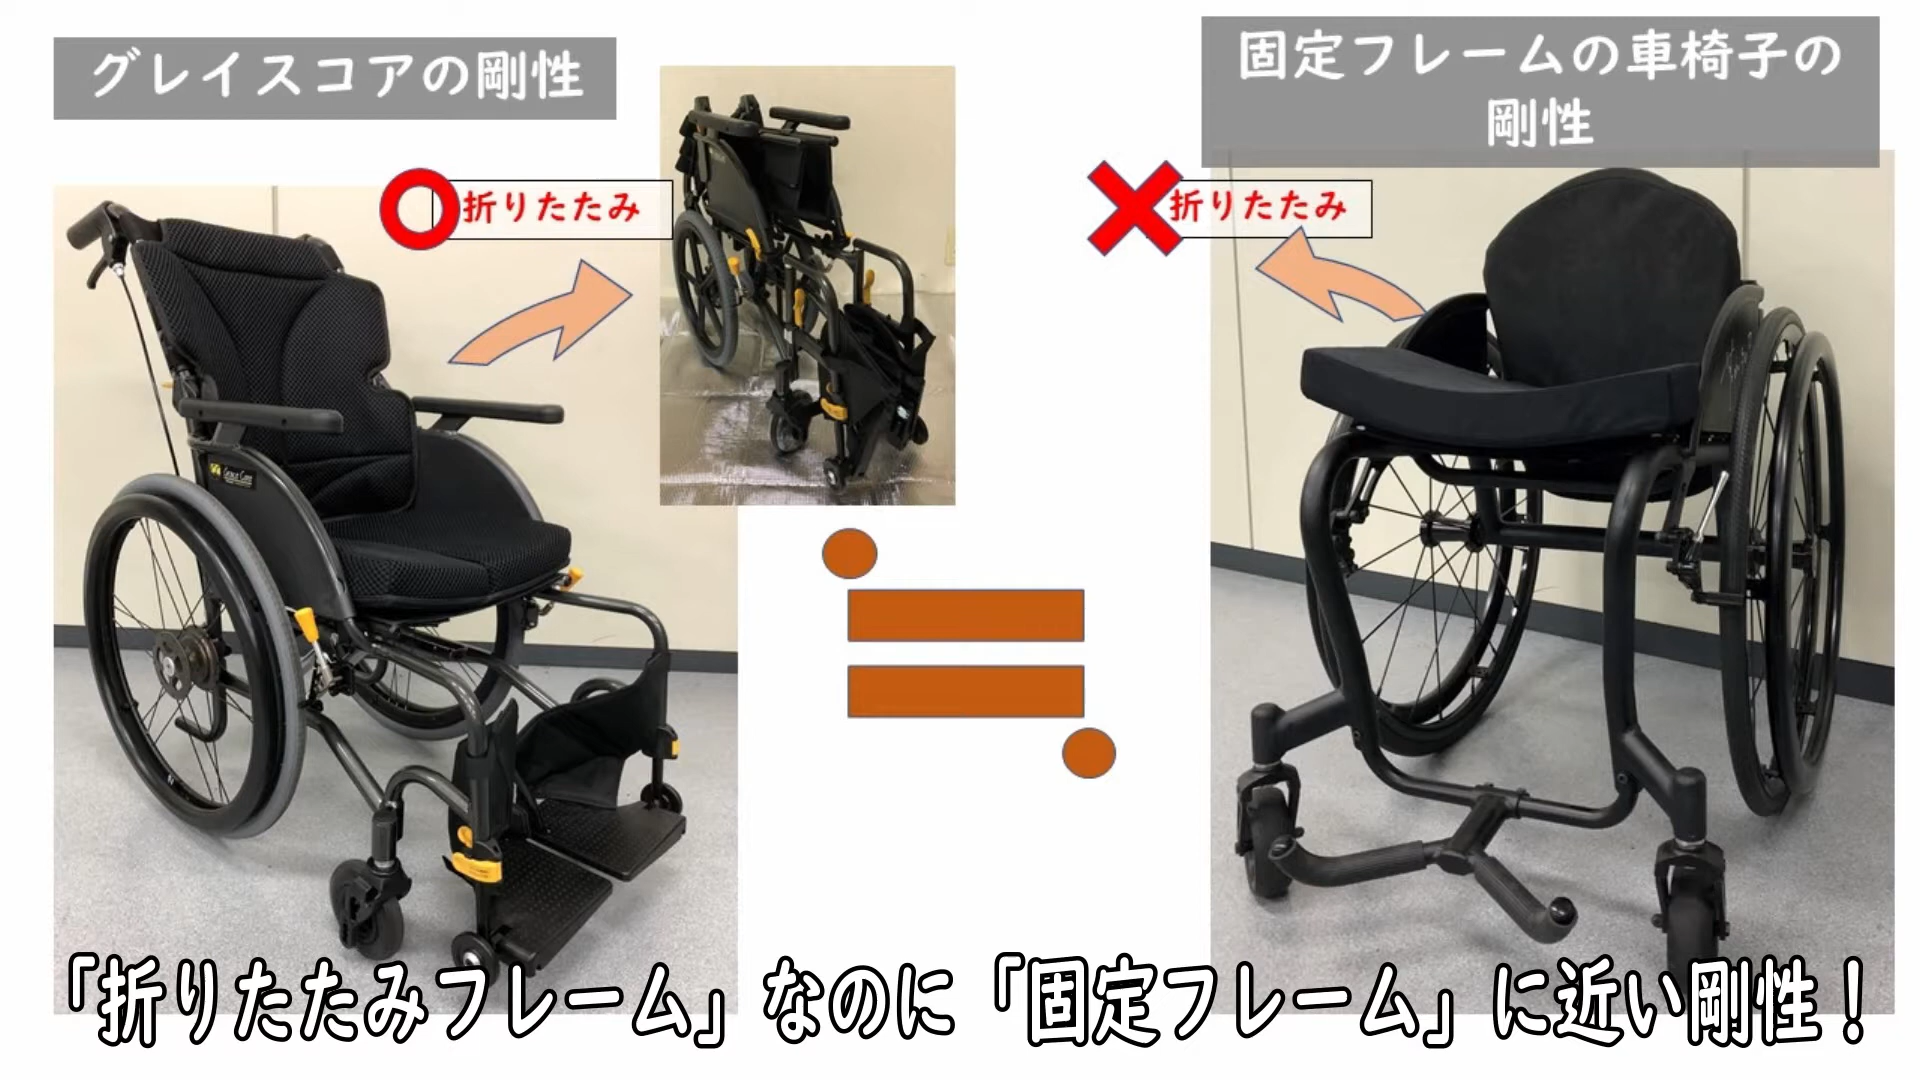 グレイスコアの剛性
固定フレームの車椅子の
剛性
折りたたみ
折りたたみ
「折りたたみフレーム」なのに「固定フレーム」に近い剛性！